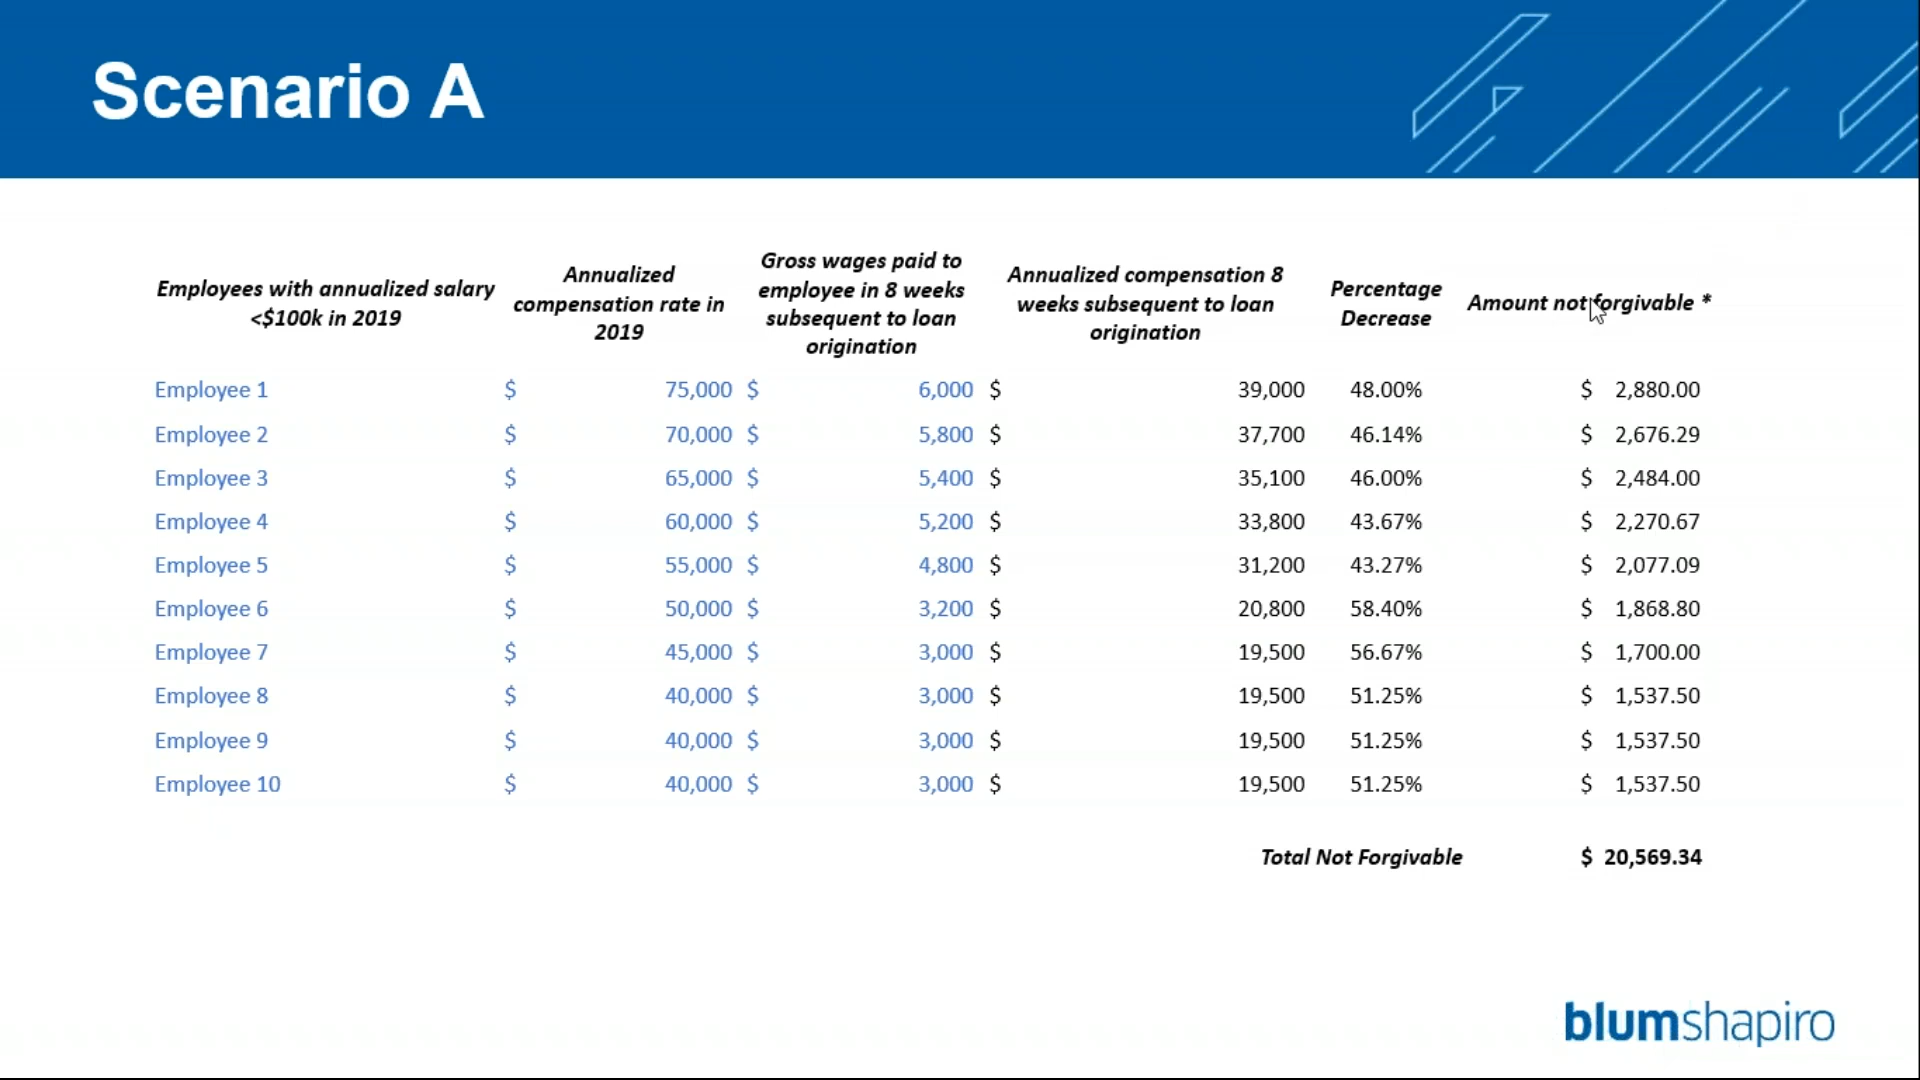 Scenario A
Employees with annualized salary <$100k in 2019 | Annualized compensation rate in 2019 | Gross wages paid to employee in 8 weeks subsequent to loan origination | Annualized compensation 8 weeks subsequent to loan origination | Percentage Decrease | Amount not forgivable *
Employee 1 $ 75,000 $ 6,000 $ 39,000 48.00% $ 2,880.00
Employee 2 $ 70,000 $ 5,800 $ 37,700 46.14% $ 2,676.29
Employee 3 $ 65,000 $ 5,400 $ 35,100 46.00% $ 2,484.00
Employee 4 $ 60,000 $ 5,200 $ 33,800 43.67% $ 2,270.67
Employee 5 $ 55,000 $ 4,800 $ 31,200 43.27% $ 2,077.09
Employee 6 $ 50,000 $ 3,200 $ 20,800 58.40% $ 1,868.80
Employee 7 $ 45,000 $ 3,000 $ 19,500 56.67% $ 1,700.00
Employee 8 $ 40,000 $ 3,000 $ 19,500 51.25% $ 1,537.50
Employee 9 $ 40,000 $ 3,000 $ 19,500 51.25% $ 1,537.50
Employee 10 $ 40,000 $ 3,000 $ 19,500 51.25% $ 1,537.50
Total Not Forgivable $ 20,569.34
blumshapiro